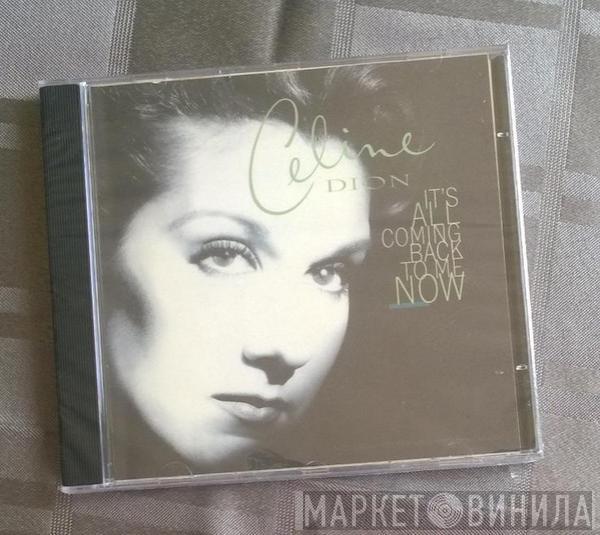 Celine
DION
IT'S
ALL
COMING
BACK
TO ME
NOW
МАРКЕТ ВИНИЛА